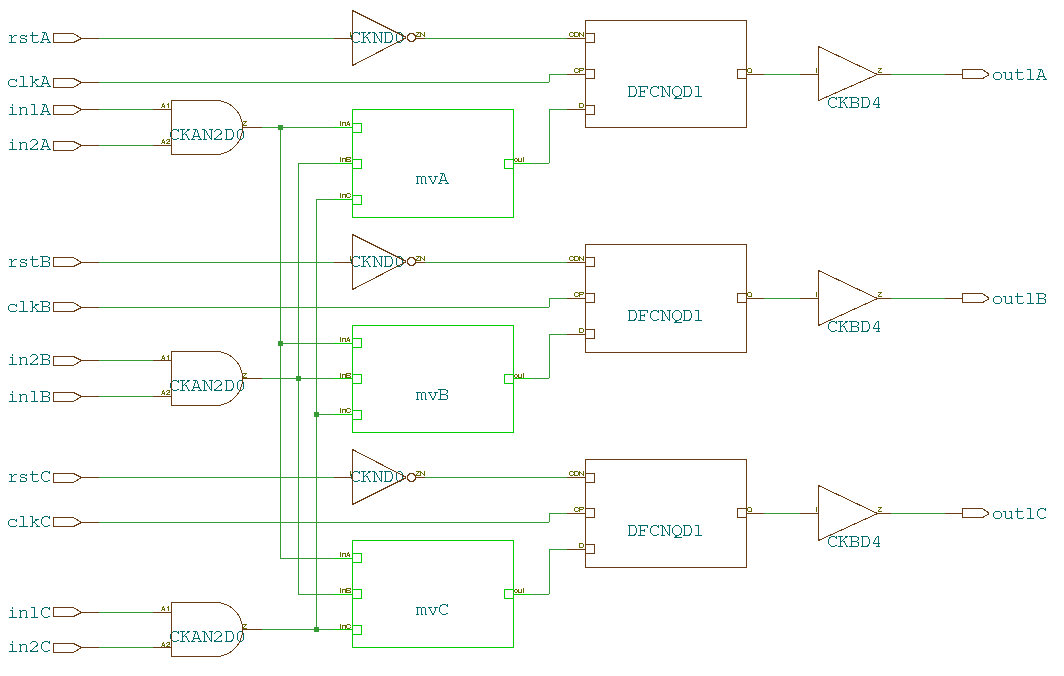 rstA
I CKND0 ZN
CDN
clkA
CP
Q
DFCNQD1
I Z
CKBD4
out1A
in1A
A1
CKAN2D0
Z
in2A
A2
D
inA
inB
inC
mvA
out
rstB
I CKND0 ZN
CDN
clkB
CP
Q
DFCNQD1
I Z
CKBD4
out1B
D
in2B
A1
CKAN2D0
Z
in1B
A2
inA
inB
inC
mvB
out
rstC
I CKND0 ZN
CDN
clkC
CP
Q
DFCNQD1
I Z
CKBD4
out1C
D
inA
inB
inC
mvC
out
in1C
A1
CKAN2D0
Z
in2C
A2